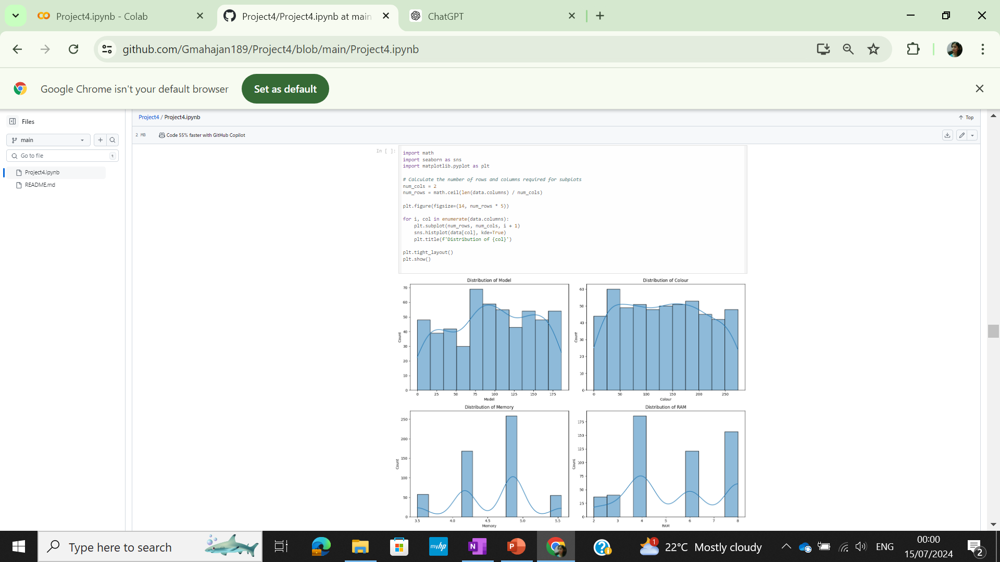 Project4.ipynb - Colab
Project4/Project4.ipynb at main
ChatGPT
github.com/Gmahajan189/Project4/blob/main/Project4.ipynb
Google Chrome isn't your default browser
Set as default
Files
Project4 / Project4.ipynb
Top
main
2 MB
Code 55% faster with GitHub Copilot
Go to file
t
Project4.ipynb
README.md
In [ ]:
import math
import seaborn as sns
import matplotlib.pyplot as plt
# Calculate the number of rows and columns required for subplots
num_cols = 2
num_rows = math.ceil(len(data.columns) / num_cols)
plt.figure(figsize=(14, num_rows * 5))
for i, col in enumerate(data.columns):
plt.subplot(num_rows, num_cols, i + 1)
sns.histplot(data[col], kde=True)
plt.title(f'Distribution of {col}')
plt.tight_layout()
plt.show()
Distribution of Model
70
60
50
40
30
20
10
0
Count
0 25 50 75 100 125 150 175
Model
Distribution of Colour
60
50
40
30
20
10
0
Count
0 50 100 150 200 250
Colour
Distribution of Memory
250
200
150
100
50
0
Count
3.5 4.0 4.5 5.0 5.5
Memory
Distribution of RAM
175
150
125
100
75
50
25
0
Count
2 3 4 5 6 7 8
RAM
Type here to search
myhp
N
P
1
22°C Mostly cloudy
ENG
00:00
15/07/2024
2